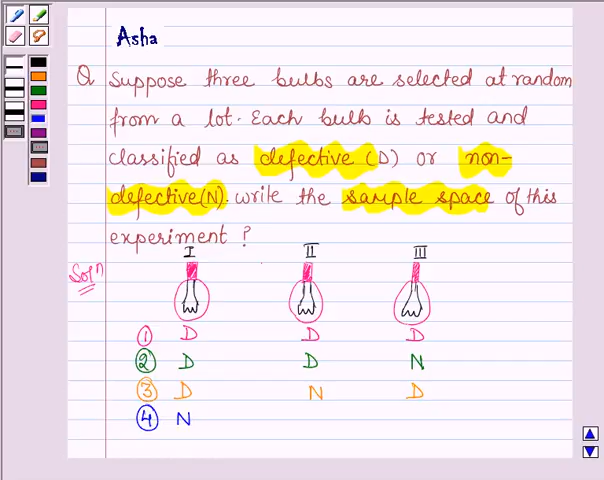 Asha
Q Suppose three bulbs are selected at random
from a lot. Each bulb is tested and
classified as defective (D) or non-
defective(N). write the sample space of this
experiment ?
Solⁿ I II III
① D D D
② D D N
③ D N D
④ N